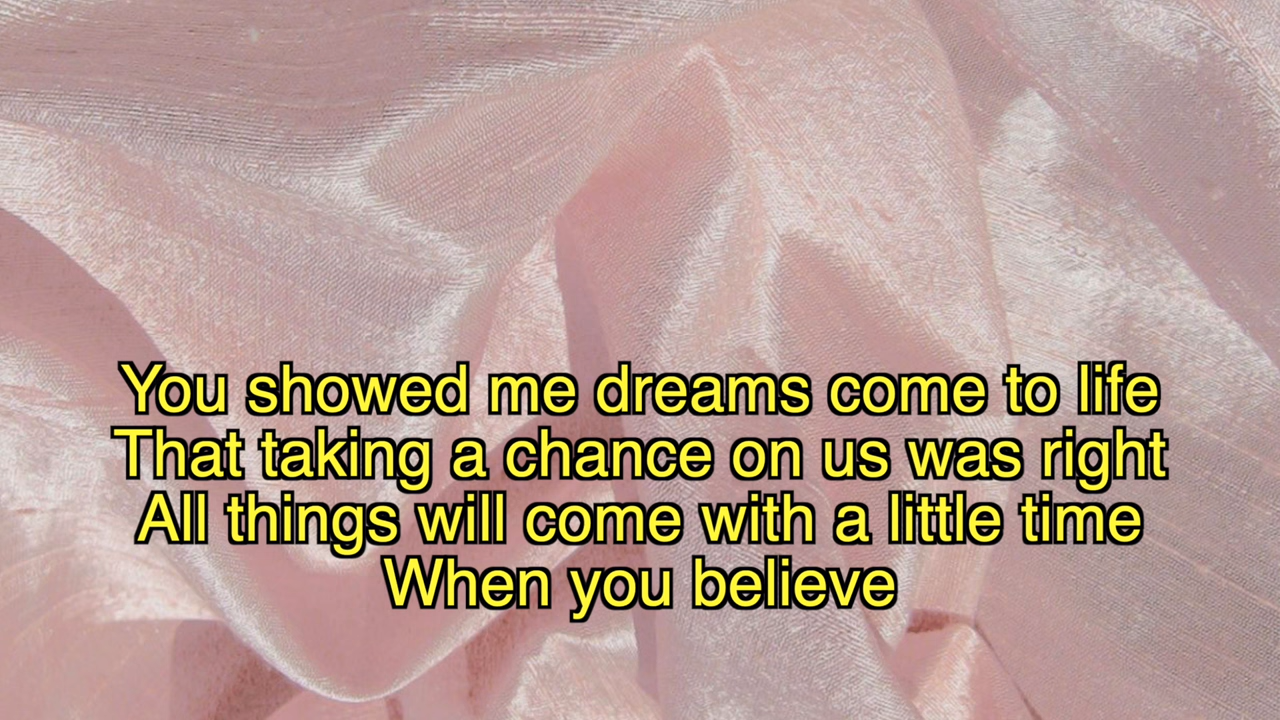 You showed me dreams come to life
That taking a chance on us was right
All things will come with a little time
When you believe